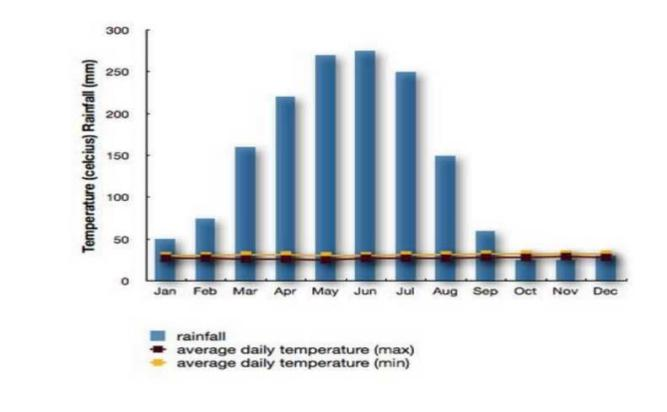 Temperature (celcius) Rainfall (mm)
300
250
200
150
100
50
0
Jan Feb Mar Apr May Jun Jul Aug Sep Oct Nov Dec
rainfall
average daily temperature (max)
average daily temperature (min)